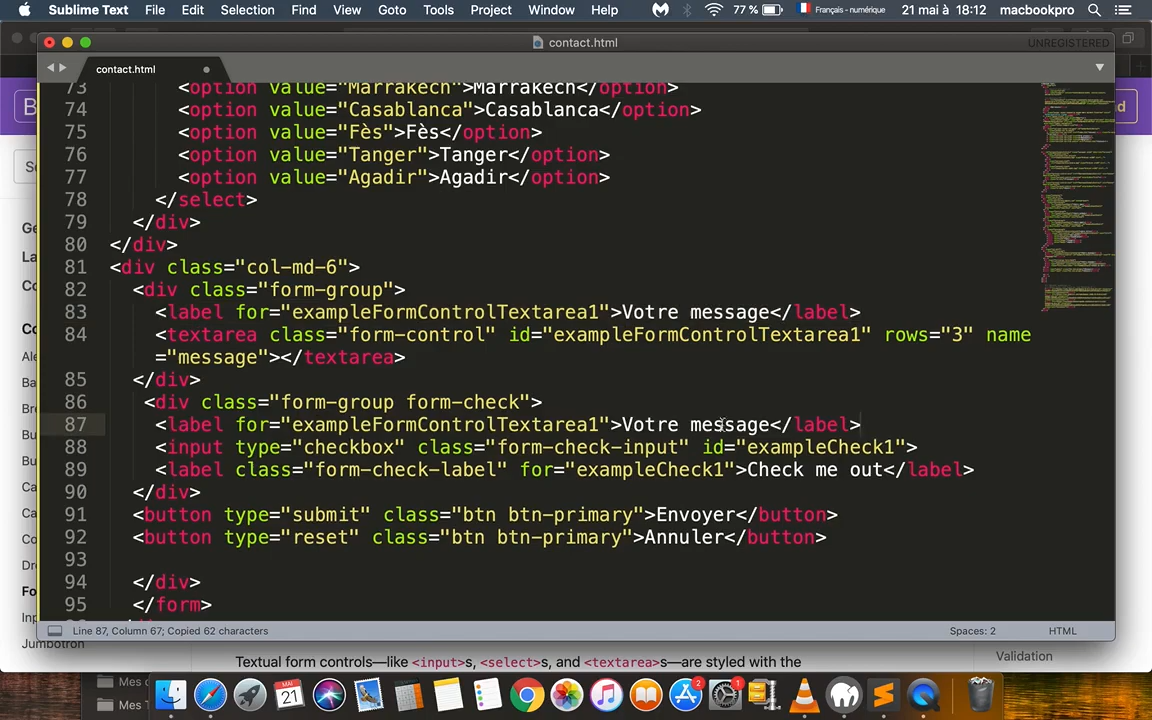 Sublime Text File Edit Selection Find View Goto Tools Project Window Help 77 % Français - numérique 21 mai à 18:12 macbookpro
contact.html UNREGISTERED
contact.html
73 <option value="Marrakech">Marrakech</option>
74 <option value="Casablanca">Casablanca</option>
75 <option value="Fès">Fès</option>
76 <option value="Tanger">Tanger</option>
77 <option value="Agadir">Agadir</option>
78 </select>
79 </div>
80 </div>
81 <div class="col-md-6">
82 <div class="form-group">
83 <label for="exampleFormControlTextarea1">Votre message</label>
84 <textarea class="form-control" id="exampleFormControlTextarea1" rows="3" name
="message"></textarea>
85 </div>
86 <div class="form-group form-check">
87 <label for="exampleFormControlTextarea1">Votre message</label>
88 <input type="checkbox" class="form-check-input" id="exampleCheck1">
89 <label class="form-check-label" for="exampleCheck1">Check me out</label>
90 </div>
91 <button type="submit" class="btn btn-primary">Envoyer</button>
92 <button type="reset" class="btn btn-primary">Annuler</button>
93
94 </div>
95 </form>
Line 87, Column 67; Copied 62 characters Spaces: 2 HTML
Jumbotron
Textual form controls—like <input>s, <select>s, and <textarea>s—are styled with the
Validation
21